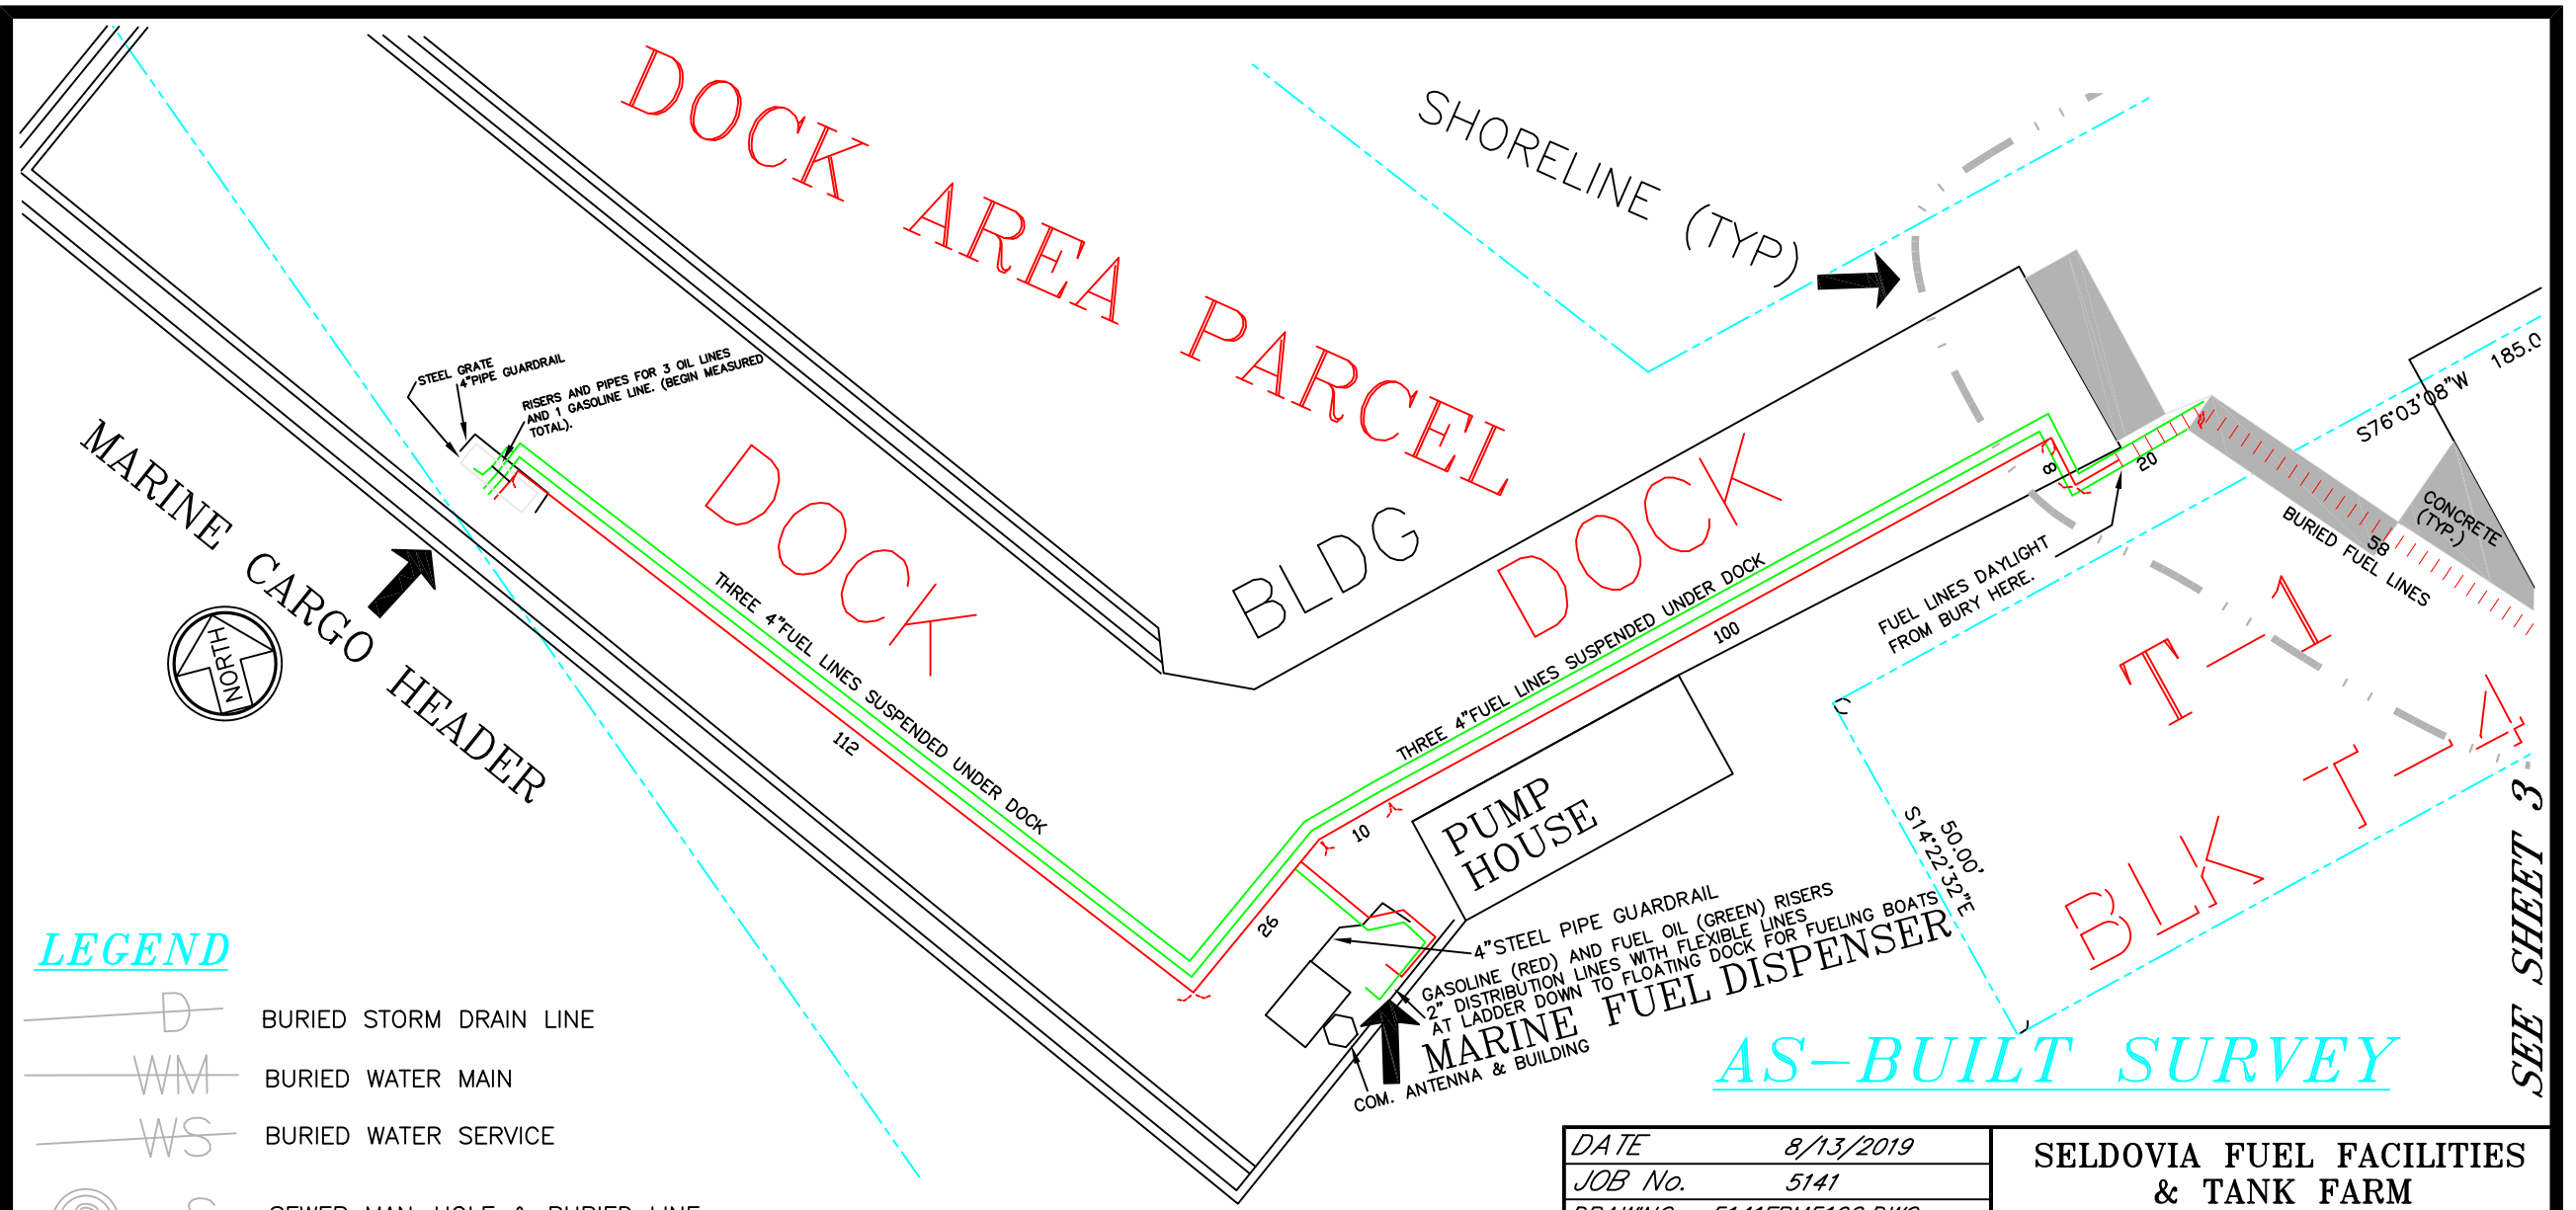 DOCK AREA PARCEL
SHORELINE (TYP)
185.0
S76°03'08"W
STEEL GRATE
4"PIPE GUARDRAIL
RISERS AND PIPES FOR 3 OIL LINES
AND 1 GASOLINE LINE. (BEGIN MEASURED
TOTAL).
MARINE CARGO HEADER
NORTH
DOCK
BLDG
DOCK
8
20
CONCRETE
(TYP.)
58
BURIED FUEL LINES
THREE 4"FUEL LINES SUSPENDED UNDER DOCK
112
THREE 4"FUEL LINES SUSPENDED UNDER DOCK
100
FUEL LINES DAYLIGHT
FROM BURY HERE.
T-1
BLK T-4
10
26
PUMP
HOUSE
50.00'
S14°22'32"E
4"STEEL PIPE GUARDRAIL
GASOLINE (RED) AND FUEL OIL (GREEN) RISERS
2" DISTRIBUTION LINES WITH FLEXIBLE LINES
AT LADDER DOWN TO FLOATING DOCK FOR FUELING BOATS
MARINE FUEL DISPENSER
COM. ANTENNA & BUILDING
SEE SHEET 3
AS-BUILT SURVEY
LEGEND
D BURIED STORM DRAIN LINE
WM BURIED WATER MAIN
WS BURIED WATER SERVICE
S SEWER MAN HOLE & BURIED LINE
DATE 8/13/2019
JOB No. 5141
SELDOVIA FUEL FACILITIES
& TANK FARM